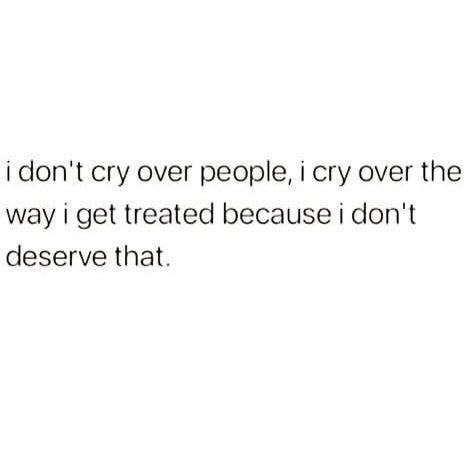 i don't cry over people, i cry over the
way i get treated because i don't
deserve that.